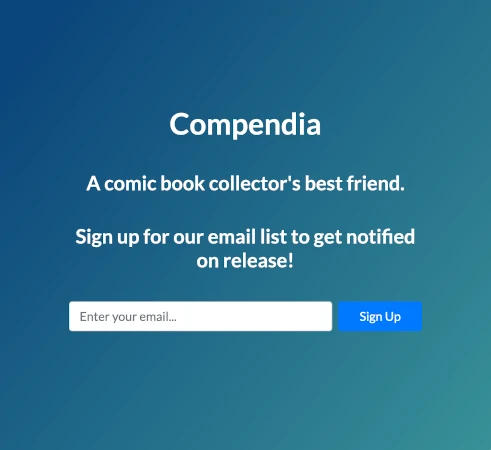 Compendia
A comic book collector's best friend.
Sign up for our email list to get notified
on release!
Enter your email...
Sign Up